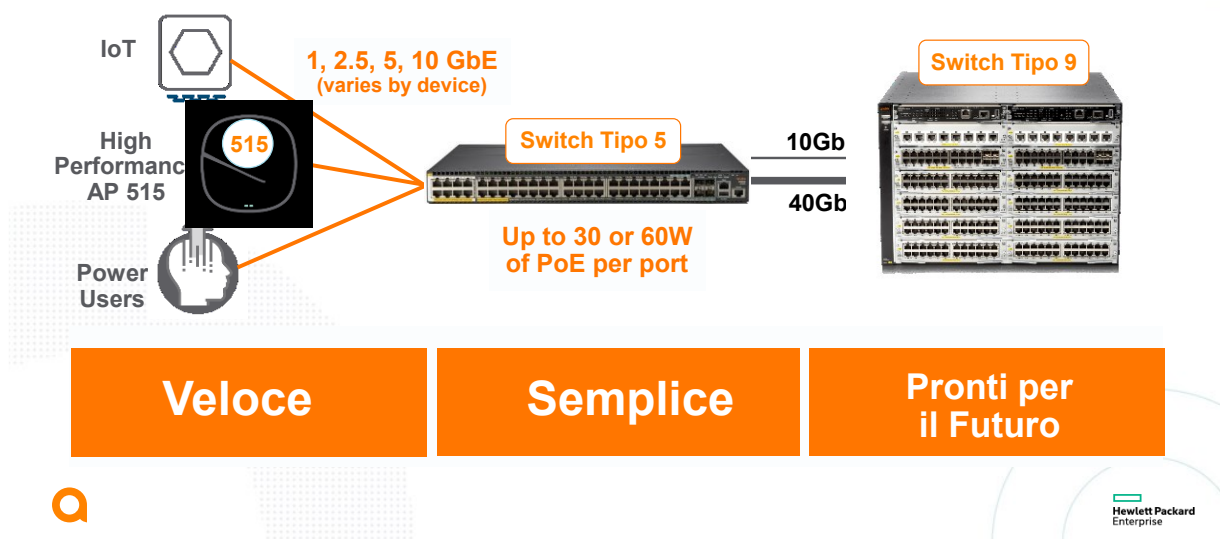 IoT
1, 2.5, 5, 10 GbE
(varies by device)
High
Performanc
AP 515
515
Power
Users
Switch Tipo 5
Up to 30 or 60W
of PoE per port
10Gb
40Gb
Switch Tipo 9
Veloce
Semplice
Pronti per
il Futuro
Hewlett Packard
Enterprise